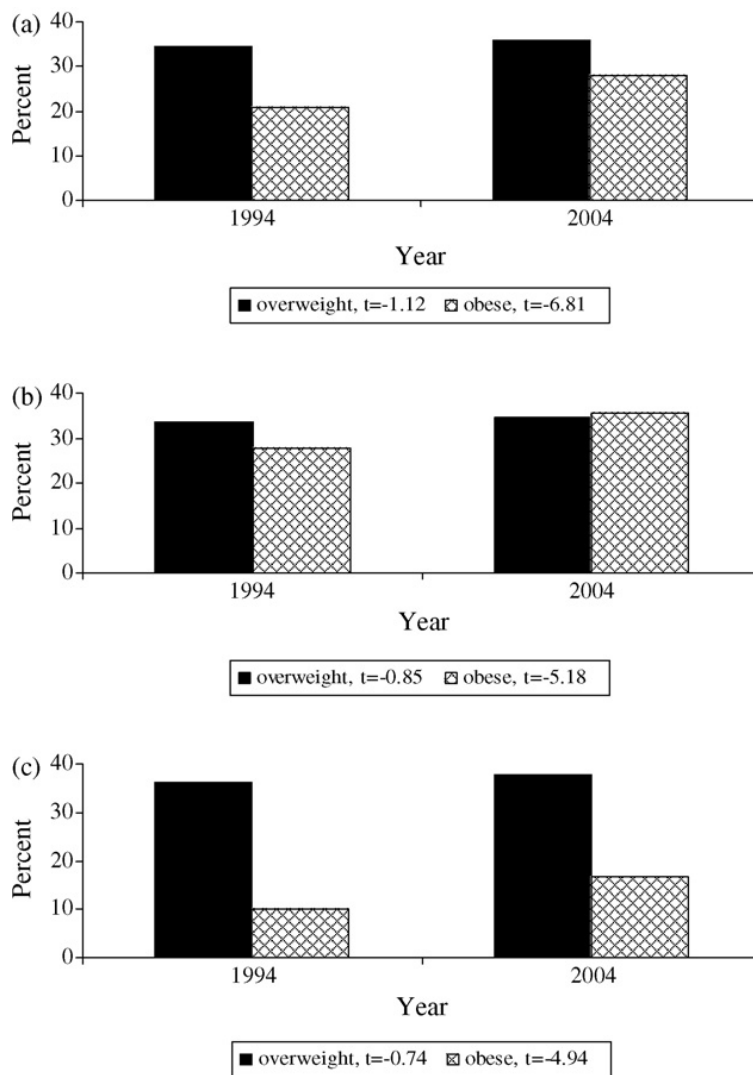 (a)
40
30
20
10
0
Percent
1994 2004
Year
■ overweight, t=-1.12 ▨ obese, t=-6.81
(b)
40
30
20
10
0
Percent
1994 2004
Year
■ overweight, t=-0.85 ▨ obese, t=-5.18
(c)
40
30
20
10
0
Percent
1994 2004
Year
■ overweight, t=-0.74 ▨ obese, t=-4.94